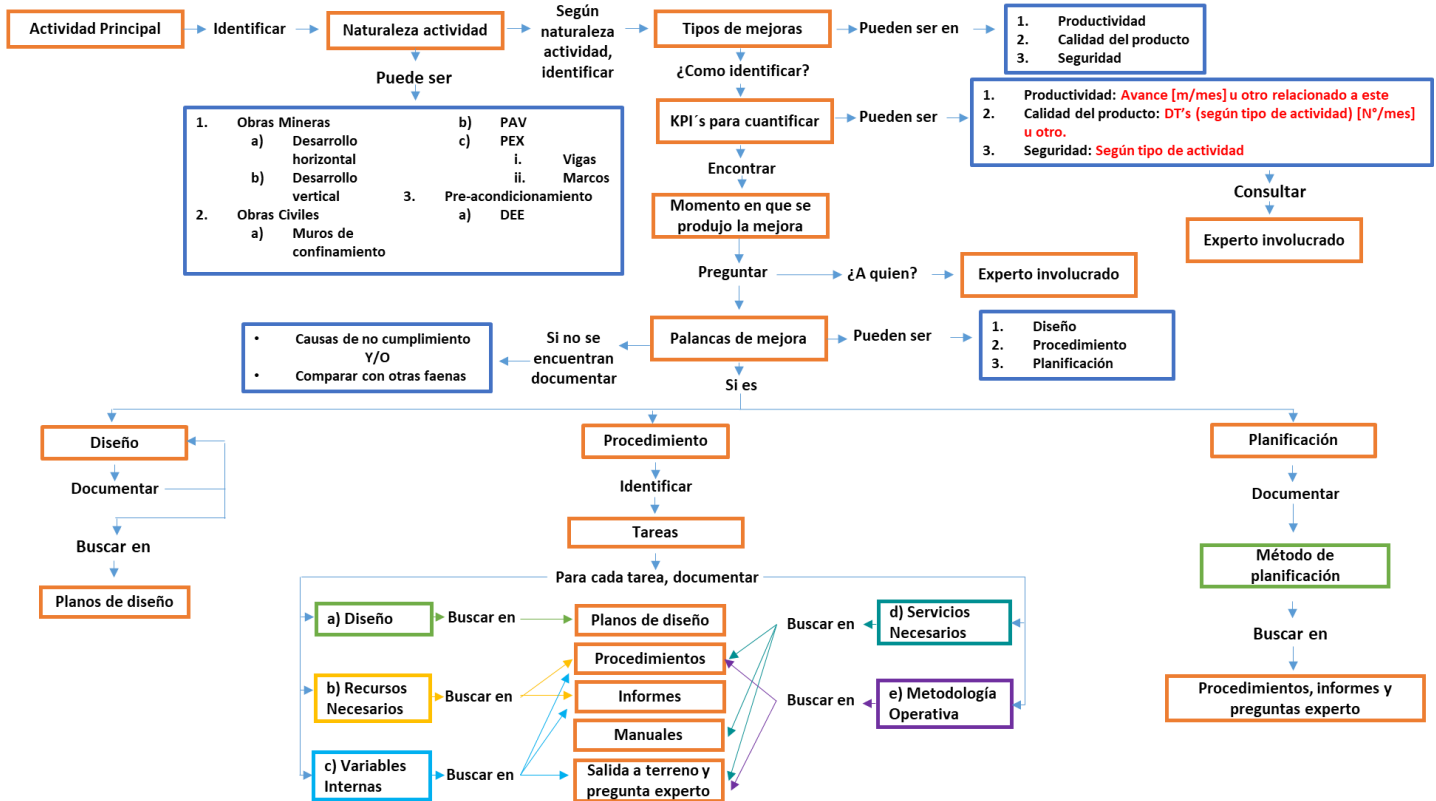 Actividad Principal
Identificar
Naturaleza actividad
Según
naturaleza
actividad,
identificar
Tipos de mejoras
Pueden ser en
1. Productividad
2. Calidad del producto
3. Seguridad
Puede ser
1. Obras Mineras
a) Desarrollo
horizontal
b) Desarrollo
vertical
2. Obras Civiles
a) Muros de
confinamiento
b) PAV
c) PEX
i. Vigas
ii. Marcos
3. Pre-acondicionamiento
a) DEE
¿Como identificar?
KPI´s para cuantificar
Pueden ser
1. Productividad: Avance [m/mes] u otro relacionado a este
2. Calidad del producto: DT’s (según tipo de actividad) [N°/mes]
u otro.
3. Seguridad: Según tipo de actividad
Consultar
Experto involucrado
Encontrar
Momento en que se
produjo la mejora
Preguntar
¿A quien?
Experto involucrado
Palancas de mejora
Pueden ser
1. Diseño
2. Procedimiento
3. Planificación
Si no se
encuentran
documentar
• Causas de no cumplimiento
Y/O
• Comparar con otras faenas
Si es
Diseño
Documentar
Buscar en
Planos de diseño
Procedimiento
Identificar
Tareas
Para cada tarea, documentar
a) Diseño
Buscar en
Planos de diseño
b) Recursos
Necesarios
Buscar en
Procedimientos
Informes
Manuales
c) Variables
Internas
Buscar en
Salida a terreno y
pregunta experto
Buscar en
d) Servicios
Necesarios
Buscar en
e) Metodología
Operativa
Planificación
Documentar
Método de
planificación
Buscar en
Procedimientos, informes y
preguntas experto